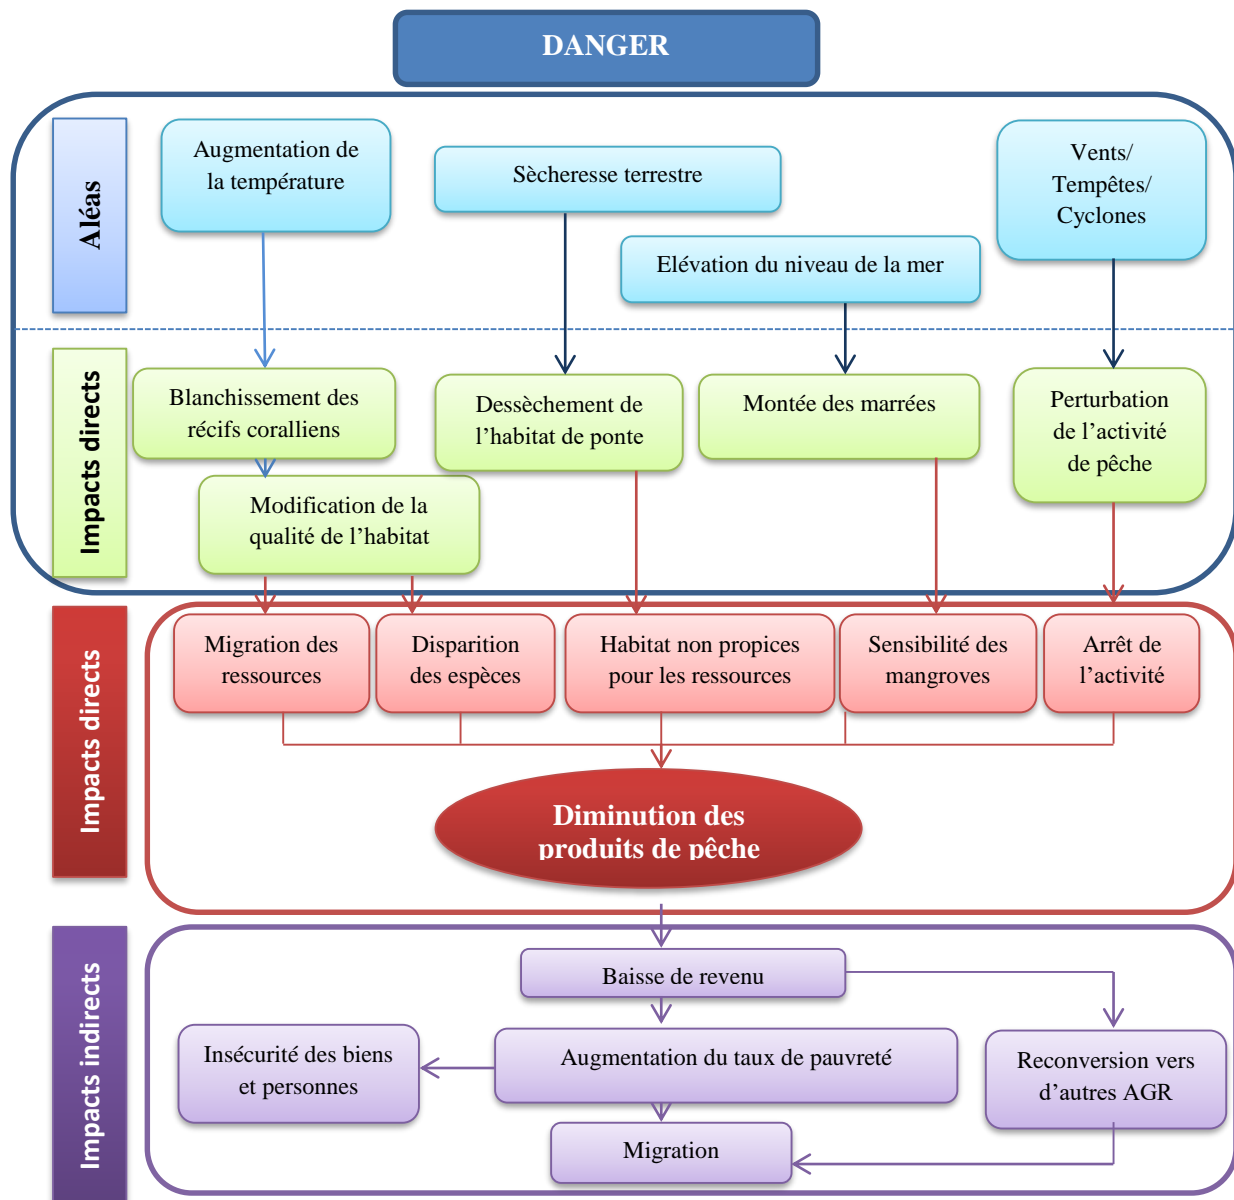 DANGER
Aléas
Augmentation de
la température
Sècheresse terrestre
Vents/
Tempêtes/
Cyclones
Elévation du niveau de la mer
Impacts directs
Blanchissement des
récifs coralliens
Dessèchement de
l’habitat de ponte
Montée des marrées
Perturbation
de l’activité
de pêche
Modification de la
qualité de l’habitat
Impacts directs
Migration des
ressources
Disparition
des espèces
Habitat non propices
pour les ressources
Sensibilité des
mangroves
Arrêt de
l’activité
Diminution des
produits de pêche
Impacts indirects
Baisse de revenu
Insécurité des biens
et personnes
Augmentation du taux de pauvreté
Reconversion vers
d’autres AGR
Migration